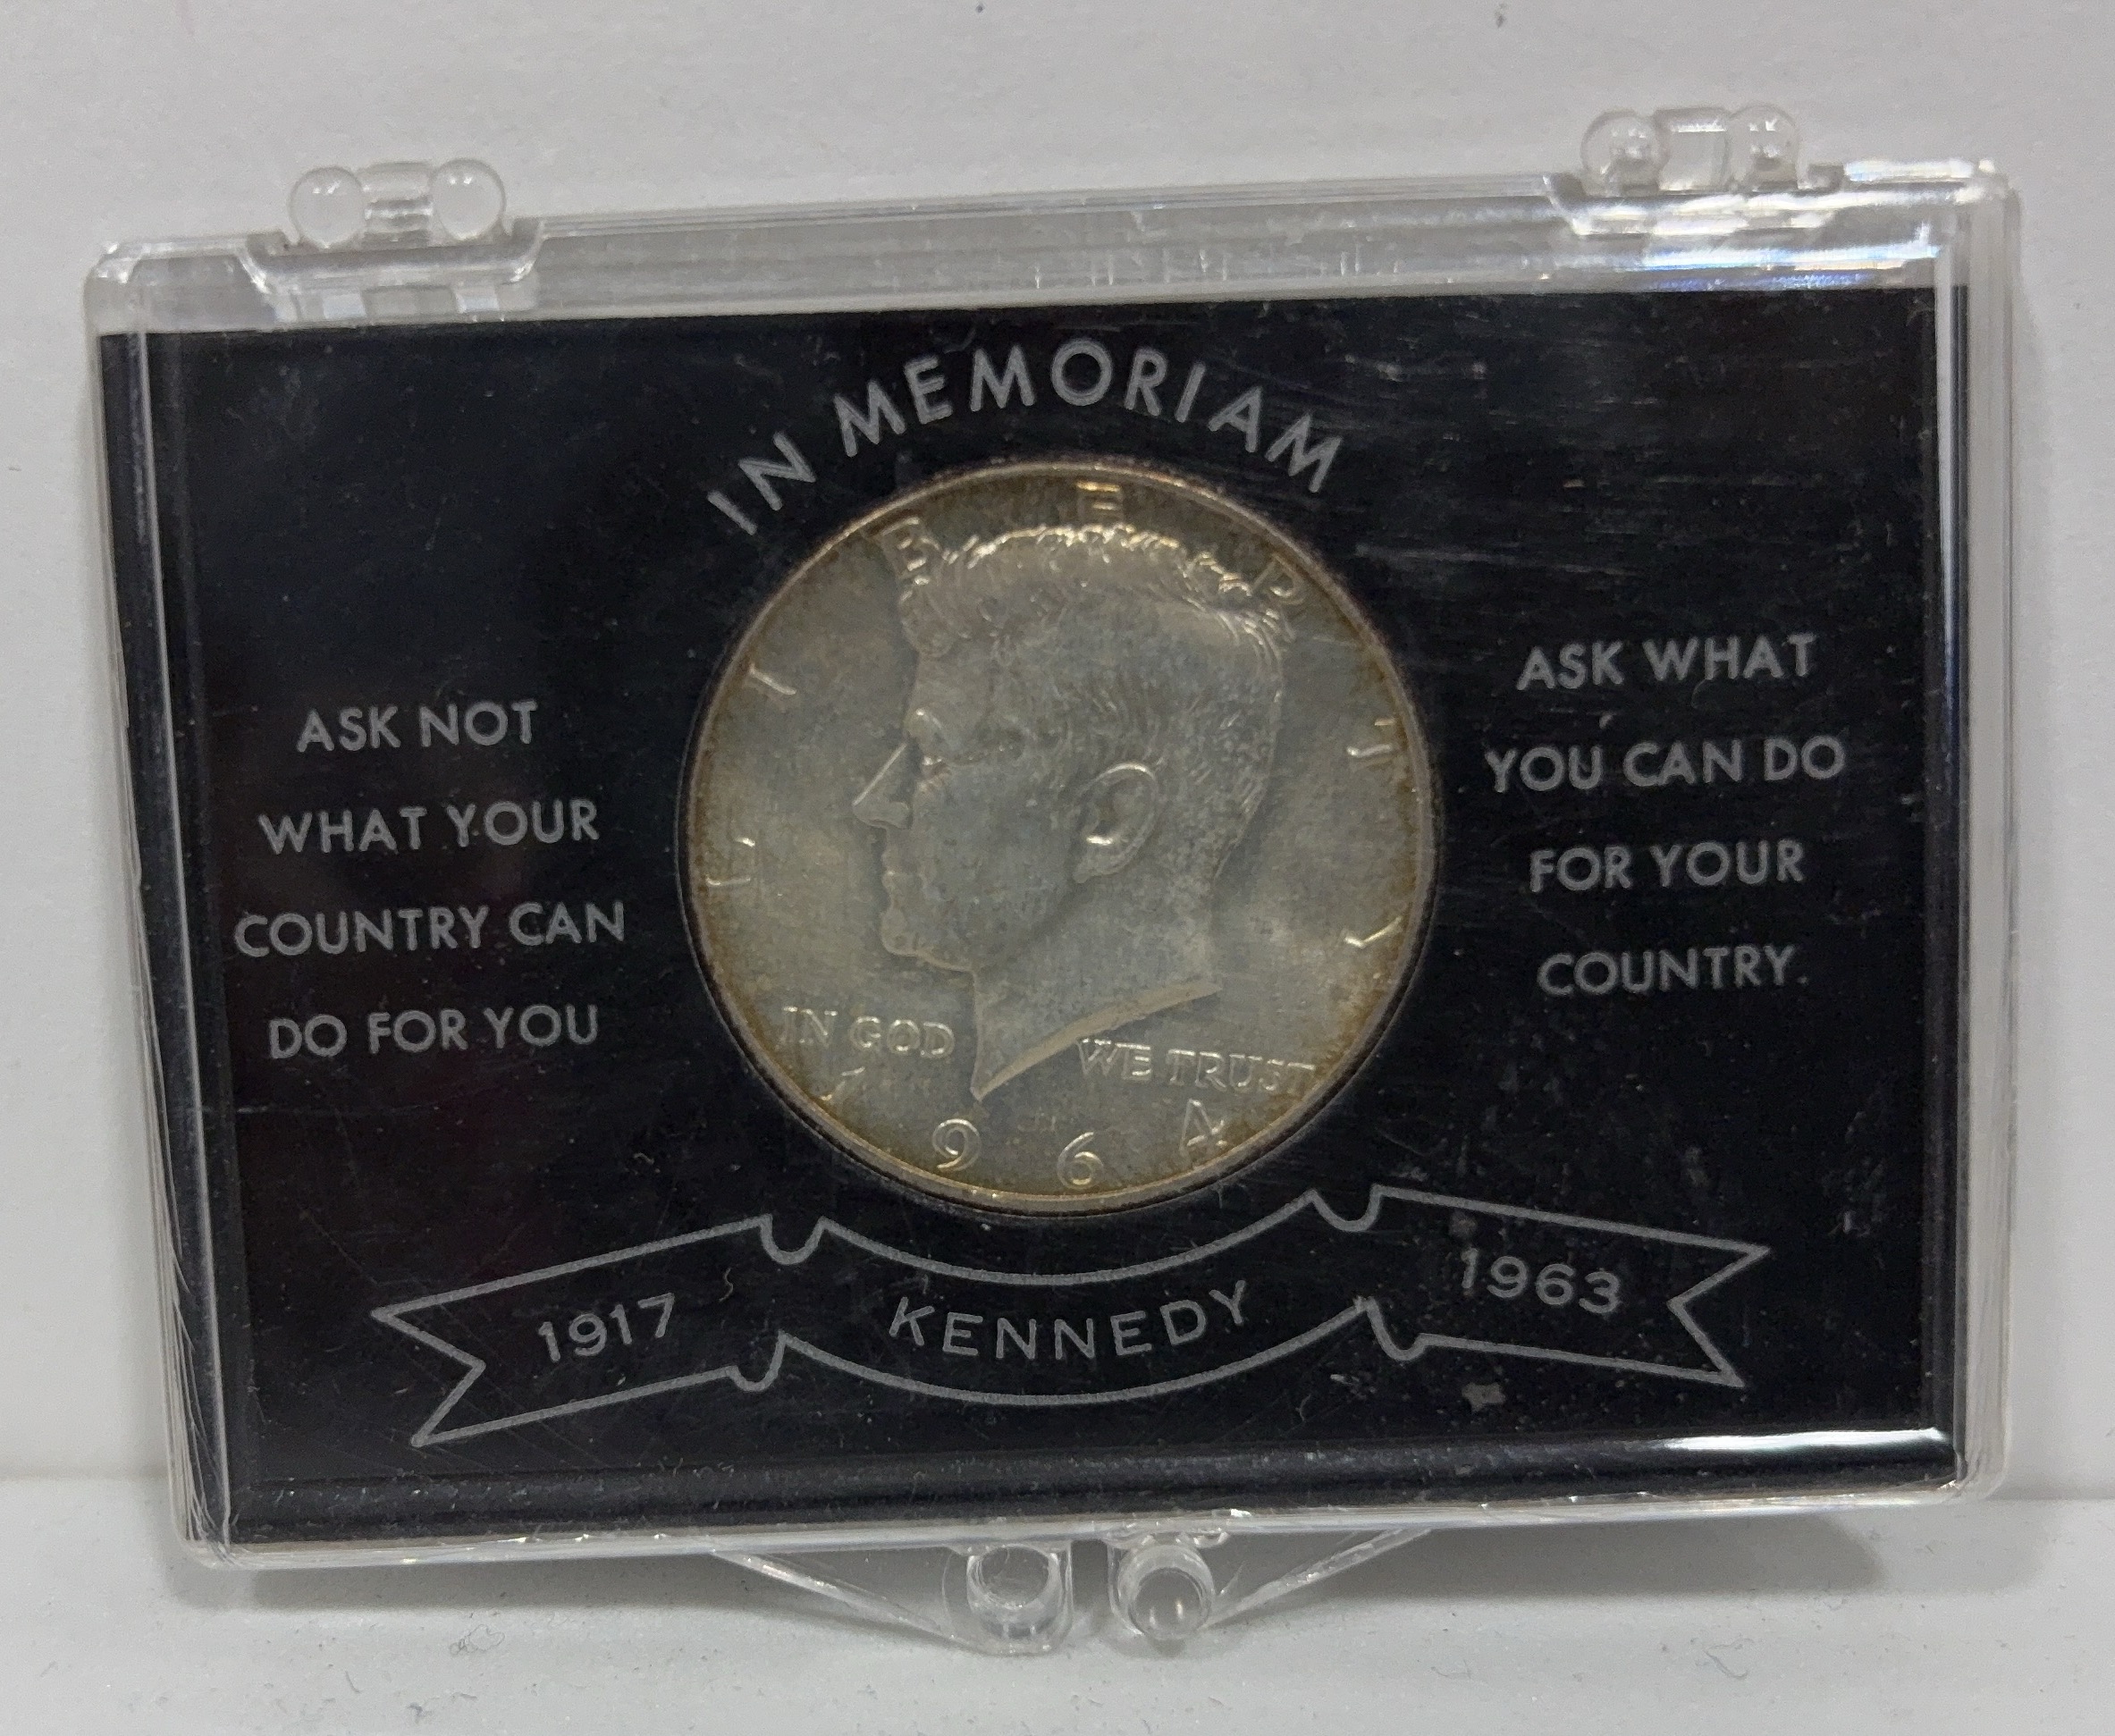 IN MEMORIAM
ASK NOT
WHAT YOUR
COUNTRY CAN
DO FOR YOU
LIBERTY
IN GOD WE TRUST
1964
ASK WHAT
YOU CAN DO
FOR YOUR
COUNTRY.
1917 KENNEDY 1963